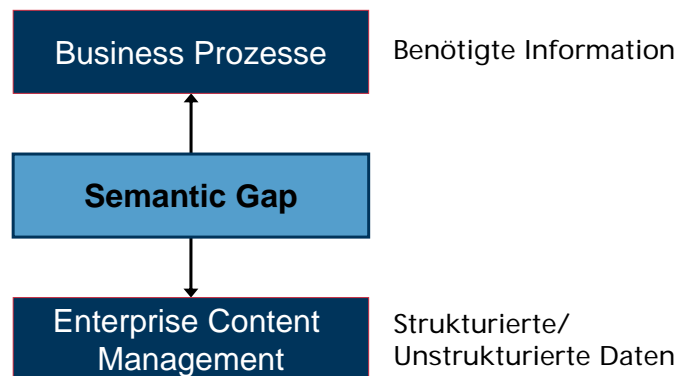 Business Prozesse
Benötigte Information
Semantic Gap
Enterprise Content
Management
Strukturierte/
Unstrukturierte Daten